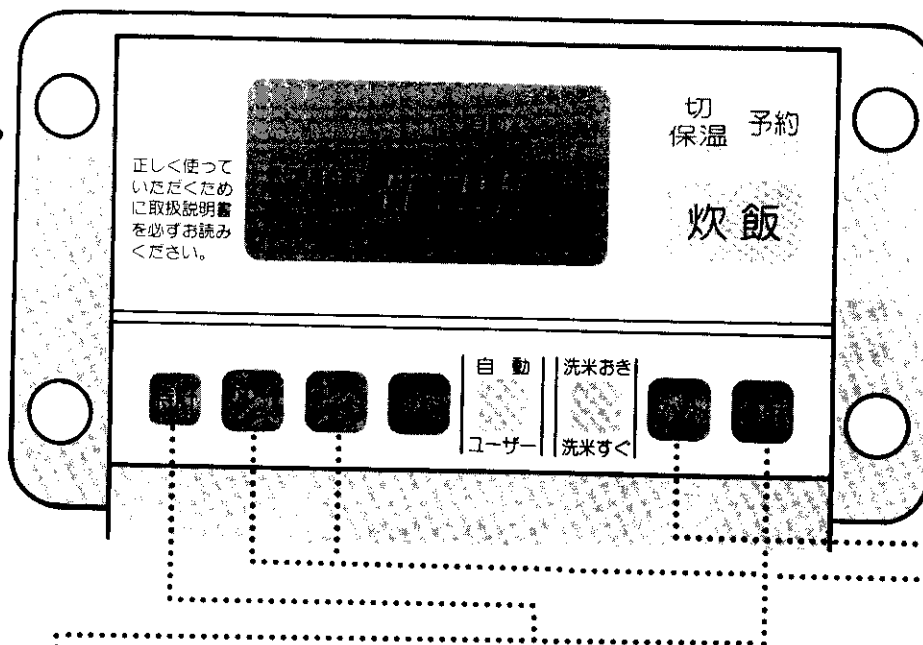 正しく使って
いただくため
に取扱説明書
を必ずお読み
ください。
切
保温
予約
炊飯
自動
ユーザー
洗米おき
洗米すぐ